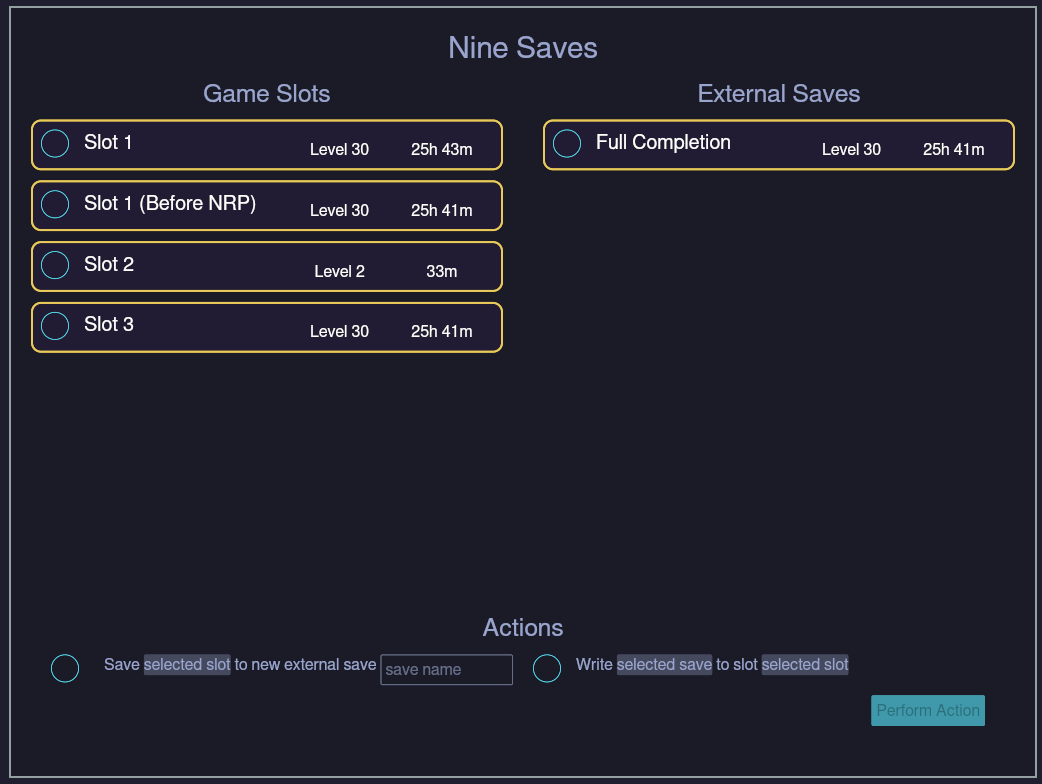 Nine Saves
Game Slots
Slot 1 Level 30 25h 43m
Slot 1 (Before NRP) Level 30 25h 41m
Slot 2 Level 2 33m
Slot 3 Level 30 25h 41m
External Saves
Full Completion Level 30 25h 41m
Actions
Save selected slot to new external save save name
Write selected save to slot selected slot
Perform Action